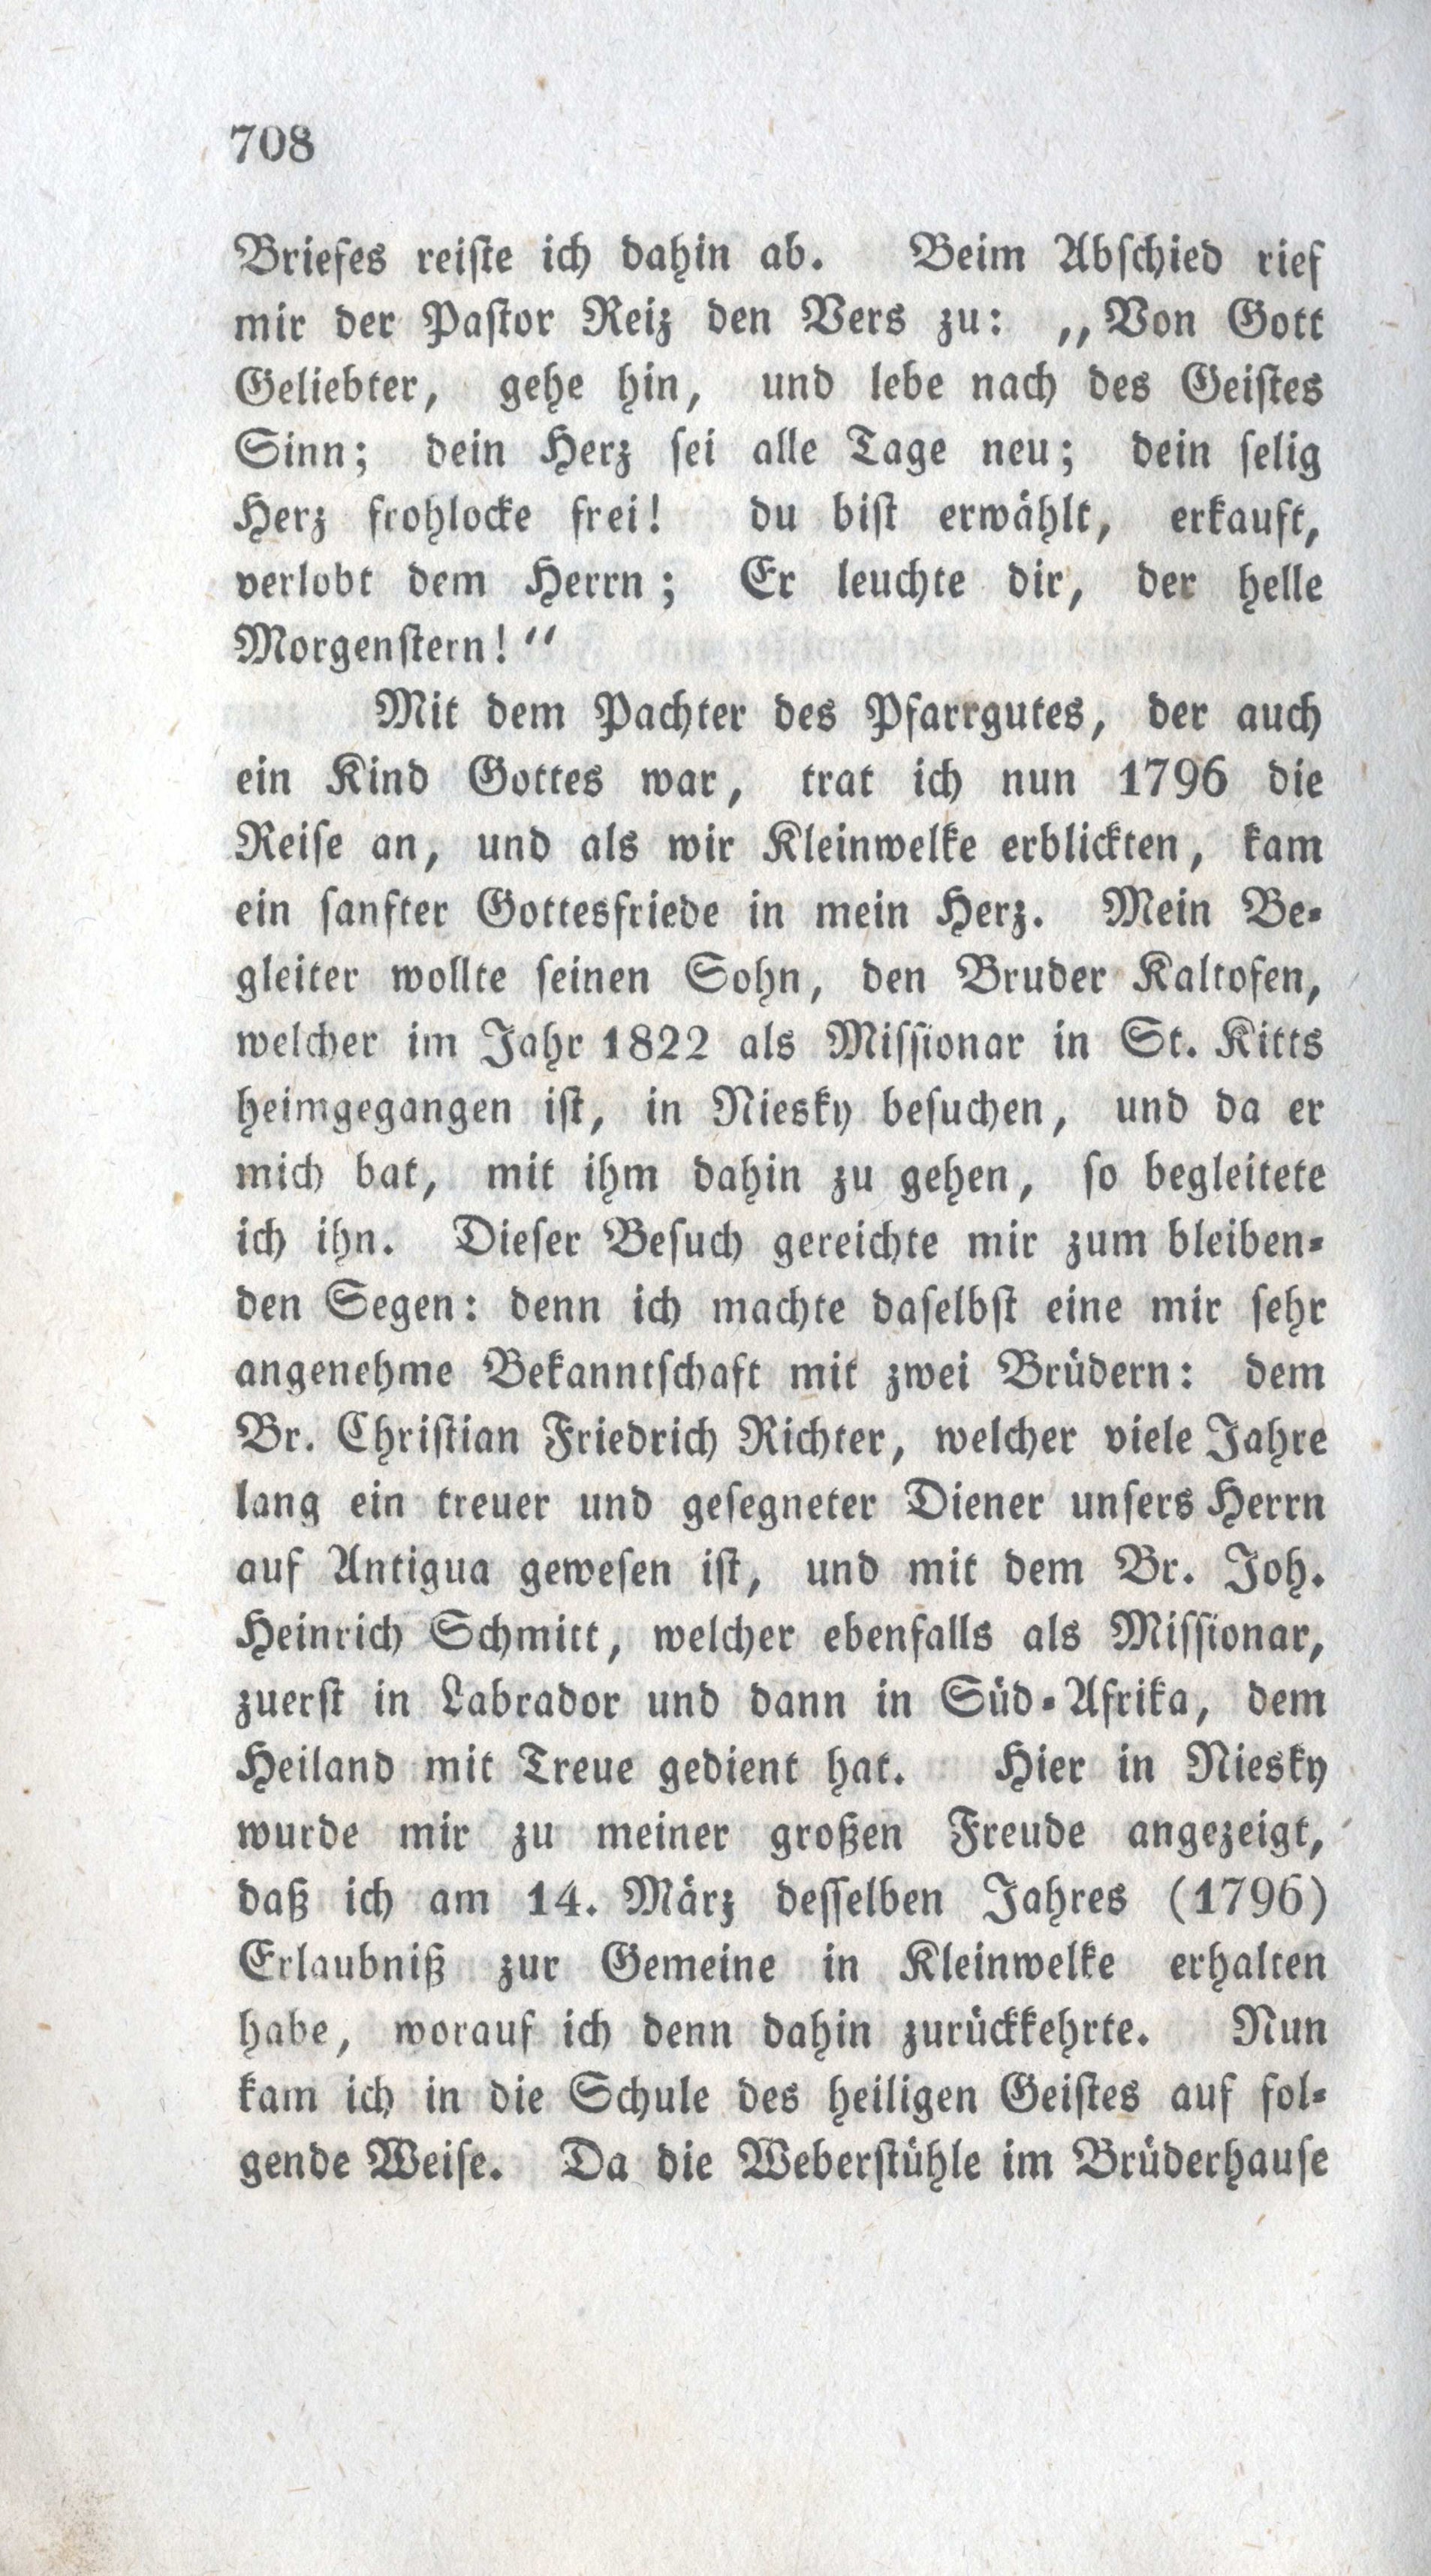 708
Briefes reiste ich dahin ab. Beim Abschied rief
mir der Pastor Reiz den Vers zu: „Von Gott
Geliebter, gehe hin, und lebe nach des Geistes
Sinn; dein Herz sei alle Tage neu; dein selig
Herz frohlocke frei! du bist erwählt, erkauft,
verlobt dem Herrn; Er leuchte dir, der helle
Morgenstern!“
Mit dem Pachter des Pfarrgutes, der auch
ein Kind Gottes war, trat ich nun 1796 die
Reise an, und als wir Kleinwelke erblickten, kam
ein sanfter Gottesfriede in mein Herz. Mein Be-
gleiter wollte seinen Sohn, den Bruder Kaltofen,
welcher im Jahr 1822 als Missionar in St. Kitts
heimgegangen ist, in Niesky besuchen, und da er
mich bat, mit ihm dahin zu gehen, so begleitete
ich ihn. Dieser Besuch gereichte mir zum bleiben-
den Segen: denn ich machte daselbst eine mir sehr
angenehme Bekanntschaft mit zwei Brüdern: dem
Br. Christian Friedrich Richter, welcher viele Jahre
lang ein treuer und gesegneter Diener unsers Herrn
auf Antigua gewesen ist, und mit dem Br. Joh.
Heinrich Schmitt, welcher ebenfalls als Missionar,
zuerst in Labrador und dann in Süd-Afrika, dem
Heiland mit Treue gedient hat. Hier in Niesky
wurde mir zu meiner großen Freude angezeigt,
daß ich am 14. März desselben Jahres (1796)
Erlaubniß zur Gemeine in Kleinwelke erhalten
habe, worauf ich denn dahin zurückkehrte. Nun
kam ich in die Schule des heiligen Geistes auf fol-
gende Weise. Da die Weberstühle im Brüderhause